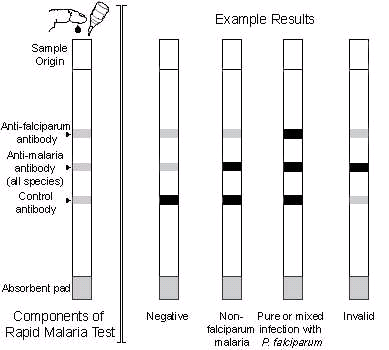 Example Results
Sample
Origin
Anti-falciparum
antibody
Anti-malaria
antibody
(all species)
Control
antibody
Absorbent pad
Components of
Rapid Malaria Test
Negative
Non-
falciparum
malaria
Pure or mixed
infection with
P. falciparum
Invalid